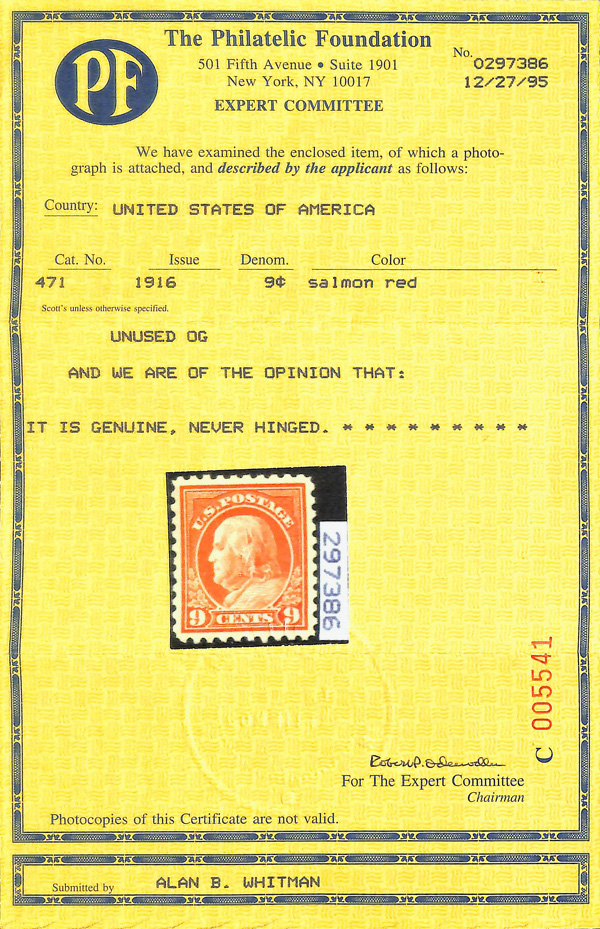 PF
The Philatelic Foundation
501 Fifth Avenue • Suite 1901
New York, NY 10017
EXPERT COMMITTEE
No. 0297386
12/27/95
We have examined the enclosed item, of which a photo-
graph is attached, and described by the applicant as follows:
Country: UNITED STATES OF AMERICA
Cat. No. Issue Denom. Color
471 1916 9¢ salmon red
Scott's unless otherwise specified.
UNUSED OG
AND WE ARE OF THE OPINION THAT:
IT IS GENUINE, NEVER HINGED. * * * * * * * * *
U.S. POSTAGE
9 CENTS 9
297386
C 005541
For The Expert Committee
Chairman
Photocopies of this Certificate are not valid.
Submitted by ALAN B. WHITMAN